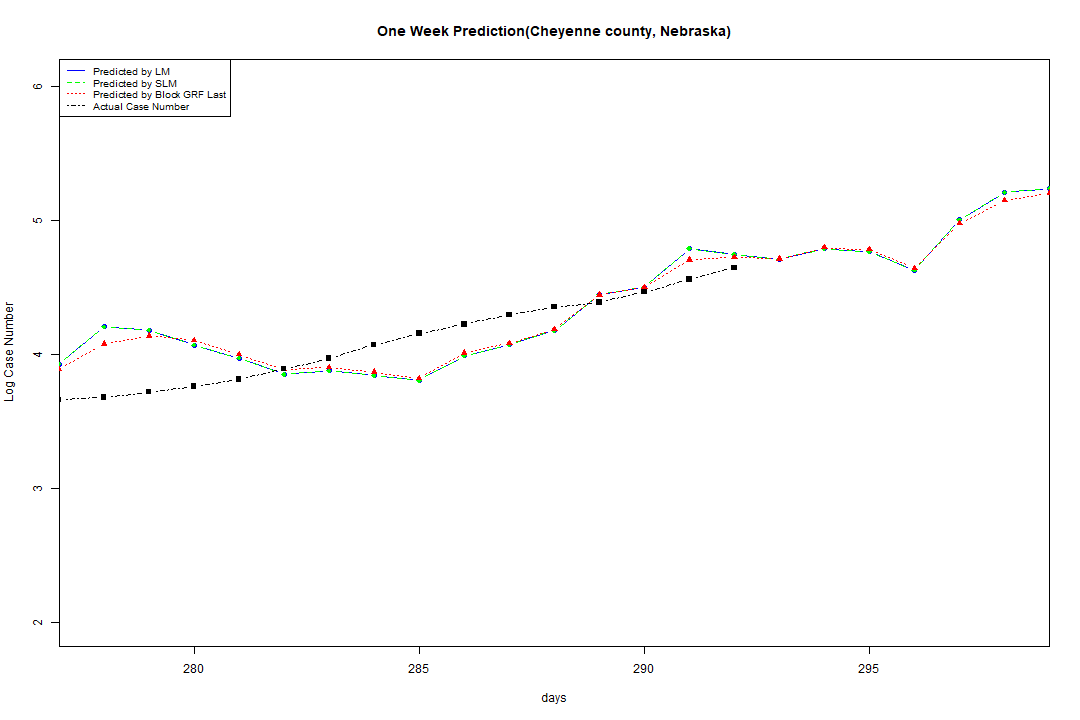 One Week Prediction(Cheyenne county, Nebraska)
Predicted by LM
Predicted by SLM
Predicted by Block GRF Last
Actual Case Number
6
5
4
3
2
Log Case Number
280 285 290 295
days